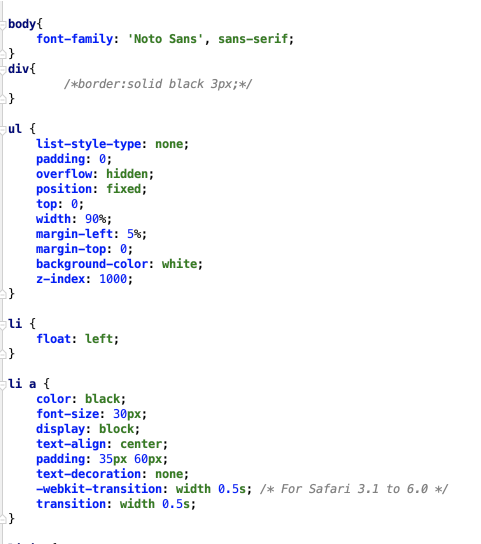 body{
font-family: 'Noto Sans', sans-serif;
}
div{
/*border:solid black 3px;*/
}
ul {
list-style-type: none;
padding: 0;
overflow: hidden;
position: fixed;
top: 0;
width: 90%;
margin-left: 5%;
margin-top: 0;
background-color: white;
z-index: 1000;
}
li {
float: left;
}
li a {
color: black;
font-size: 30px;
display: block;
text-align: center;
padding: 35px 60px;
text-decoration: none;
-webkit-transition: width 0.5s; /* For Safari 3.1 to 6.0 */
transition: width 0.5s;
}